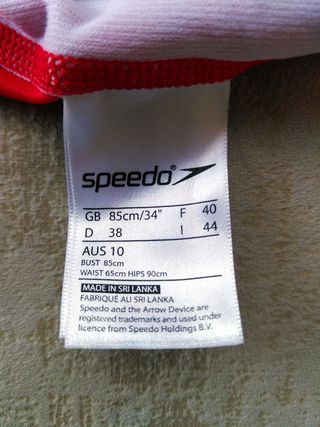 speedo®
GB 85cm/34" F 40
D 38 I 44
AUS 10
BUST 85cm
WAIST 65cm HIPS 90cm
MADE IN SRI LANKA
FABRIQUÉ AU SRI LANKA
Speedo and the Arrow Device are
registered trademarks and used under
licence from Speedo Holdings B.V.